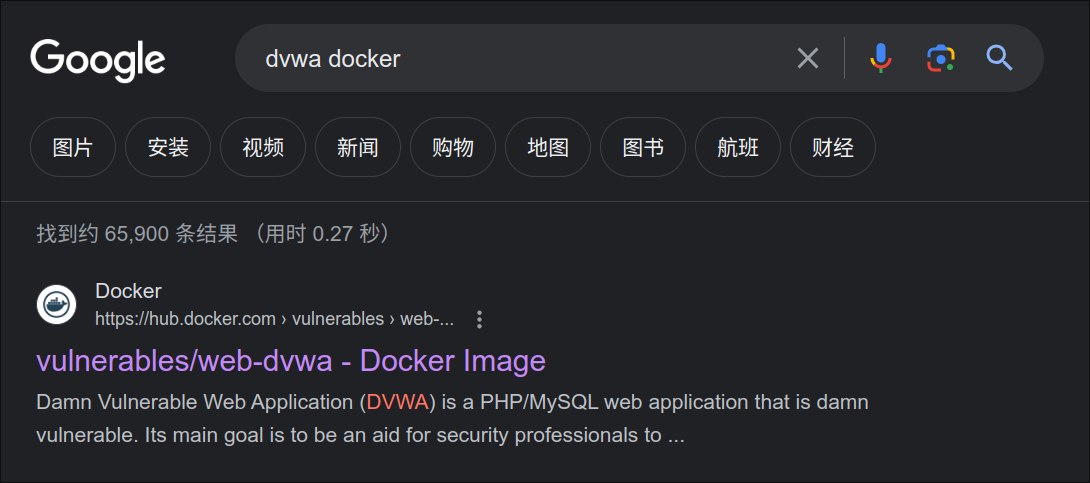 Google
dvwa docker
图片 安装 视频 新闻 购物 地图 图书 航班 财经
找到约 65,900 条结果 （用时 0.27 秒）
Docker
https://hub.docker.com › vulnerables › web-...
vulnerables/web-dvwa - Docker Image
Damn Vulnerable Web Application (DVWA) is a PHP/MySQL web application that is damn
vulnerable. Its main goal is to be an aid for security professionals to ...